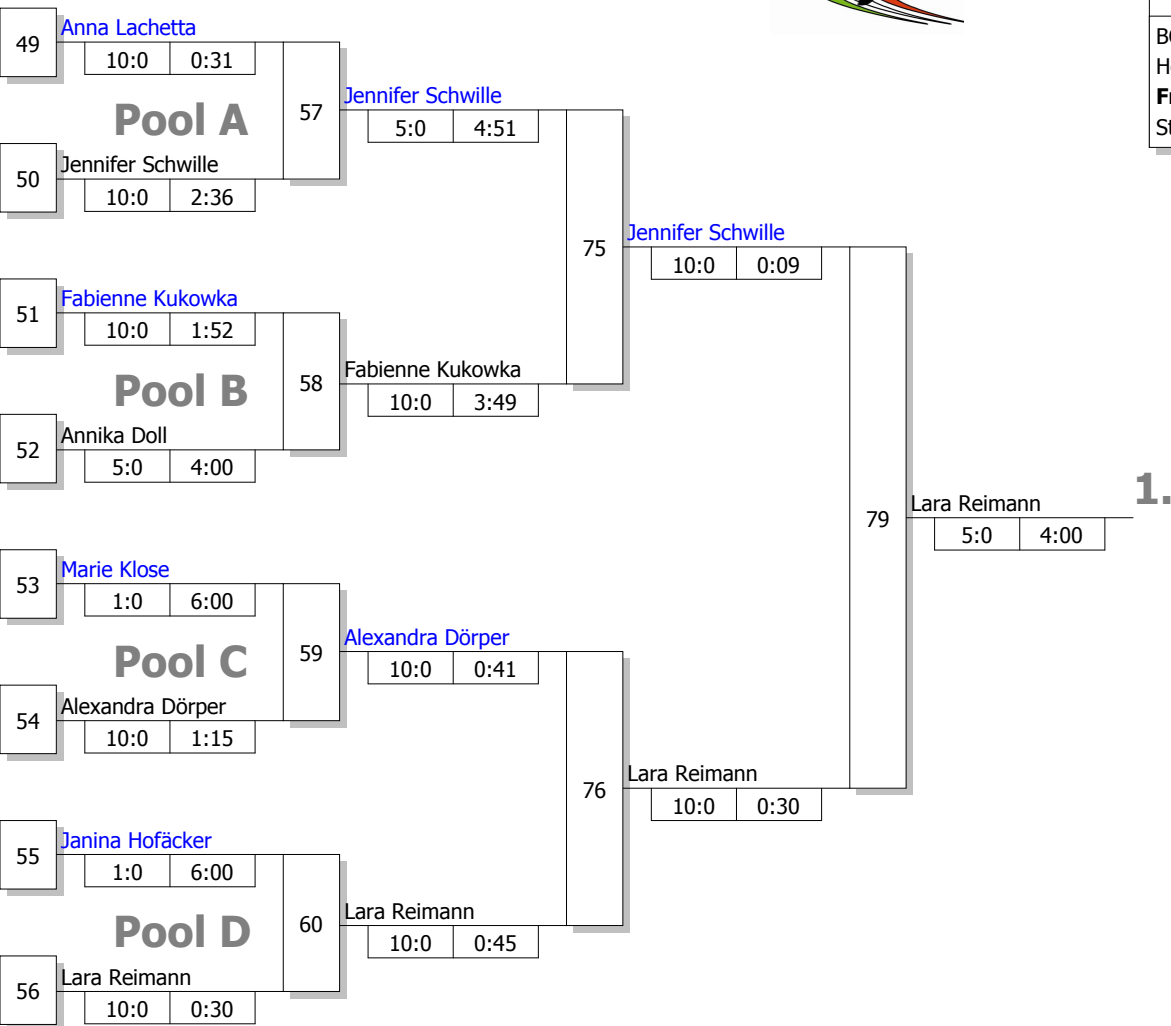 49
Anna Lachetta
10:0 0:31
Pool A
57
Jennifer Schwille
5:0 4:51
50
Jennifer Schwille
10:0 2:36
75
Jennifer Schwille
10:0 0:09
51
Fabienne Kukowka
10:0 1:52
Pool B
58
Fabienne Kukowka
10:0 3:49
52
Annika Doll
5:0 4:00
79
Lara Reimann
5:0 4:00
1.
53
Marie Klose
1:0 6:00
Pool C
59
Alexandra Dörper
10:0 0:41
54
Alexandra Dörper
10:0 1:15
76
Lara Reimann
10:0 0:30
55
Janina Hofäcker
1:0 6:00
Pool D
60
Lara Reimann
10:0 0:45
56
Lara Reimann
10:0 0:30